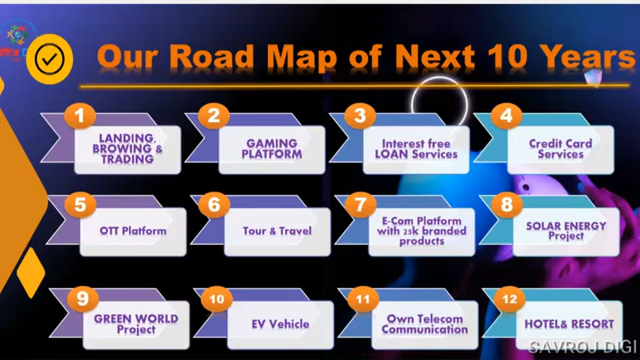 Our Road Map of Next 10 Years
1
LANDING,
BROWING &
TRADING
2
GAMING
PLATFORM
3
Interest free
LOAN Services
4
Credit Card
Services
5
OTT Platform
6
Tour & Travel
7
E-Com Platform
with 25k branded
products
8
SOLAR ENERGY
Project
9
GREEN WORLD
Project
10
EV Vehicle
11
Own Telecom
Communication
12
HOTEL& RESORT
SAVROJ DIGI